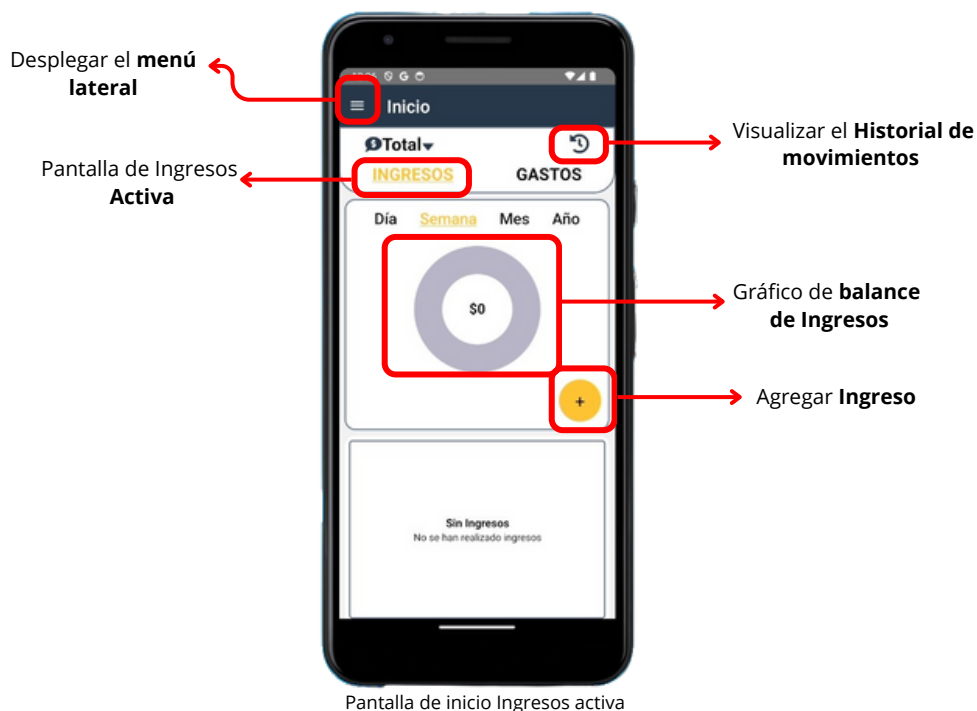 Desplegar el menú
lateral
Inicio
Total
Visualizar el Historial de
movimientos
Pantalla de Ingresos
Activa
INGRESOS GASTOS
Día Semana Mes Año
$0
Gráfico de balance
de Ingresos
+
Agregar Ingreso
Sin Ingresos
No se han realizado ingresos
Pantalla de inicio Ingresos activa